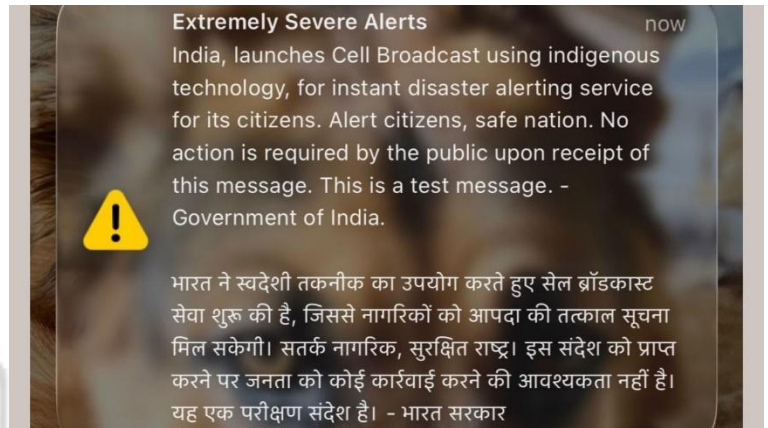 Extremely Severe Alerts now
India, launches Cell Broadcast using indigenous
technology, for instant disaster alerting service
for its citizens. Alert citizens, safe nation. No
action is required by the public upon receipt of
this message. This is a test message. -
Government of India.
भारत ने स्वदेशी तकनीक का उपयोग करते हुए सेल ब्रॉडकास्ट
सेवा शुरू की है, जिससे नागरिकों को आपदा की तत्काल सूचना
मिल सकेगी। सतर्क नागरिक, सुरक्षित राष्ट्र। इस संदेश को प्राप्त
करने पर जनता को कोई कार्रवाई करने की आवश्यकता नहीं है।
यह एक परीक्षण संदेश है। - भारत सरकार